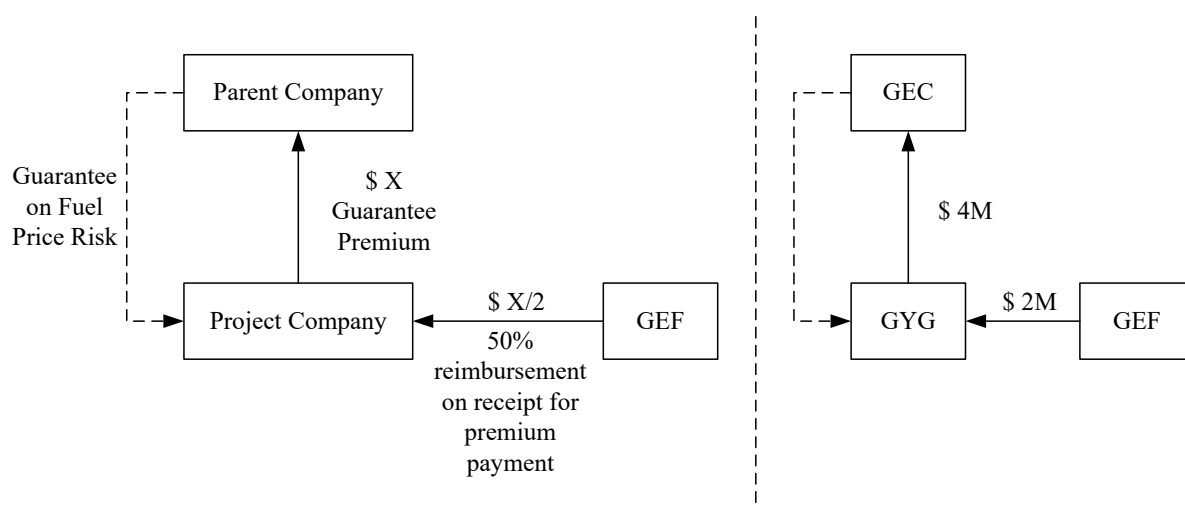 Parent Company
Guarantee
on Fuel
Price Risk
$ X
Guarantee
Premium
Project Company
$ X/2
50%
reimbursement
on receipt for
premium
payment
GEF
GEC
$ 4M
GYG
$ 2M
GEF